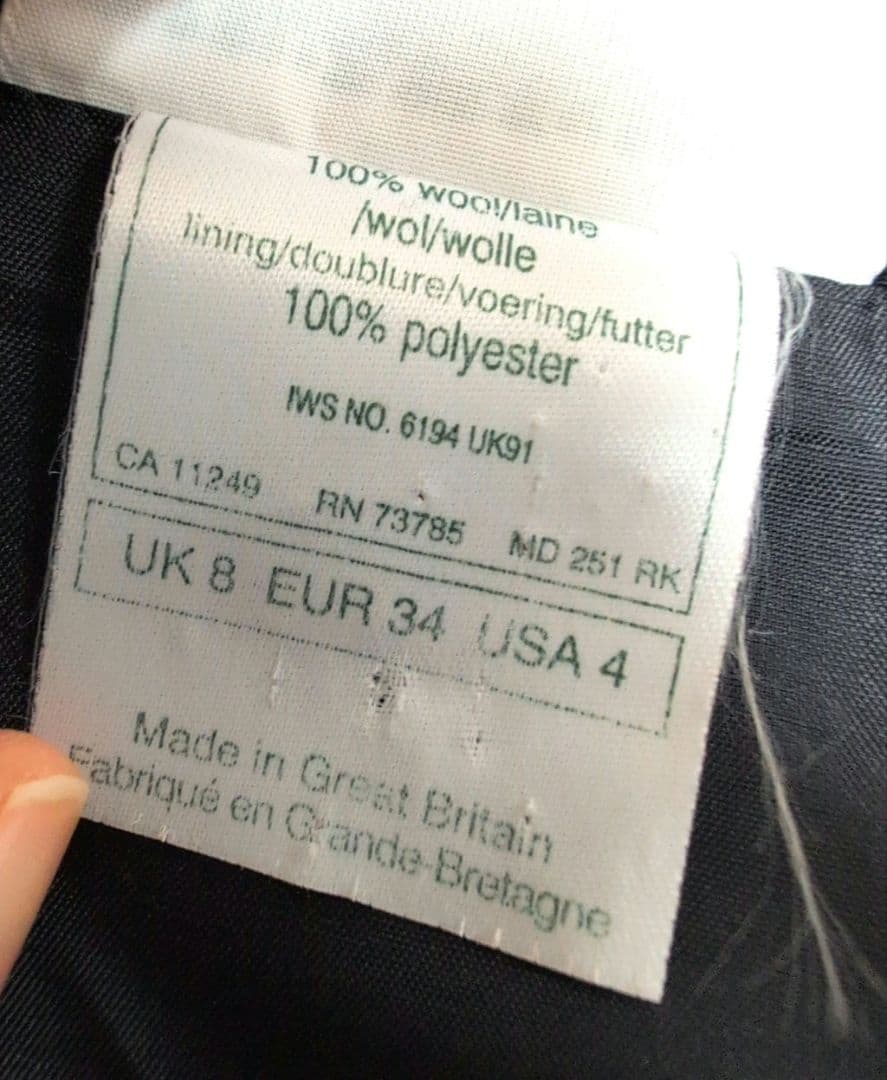 100% wool/laine
/wol/wolle
lining/doublure/voering/futter
100% polyester
IWS NO. 6194 UK91
CA 11249 RN 73785 MD 251 RK
UK 8 EUR 34 USA 4
Made in Great Britain
Fabriqué en Grande-Bretagne